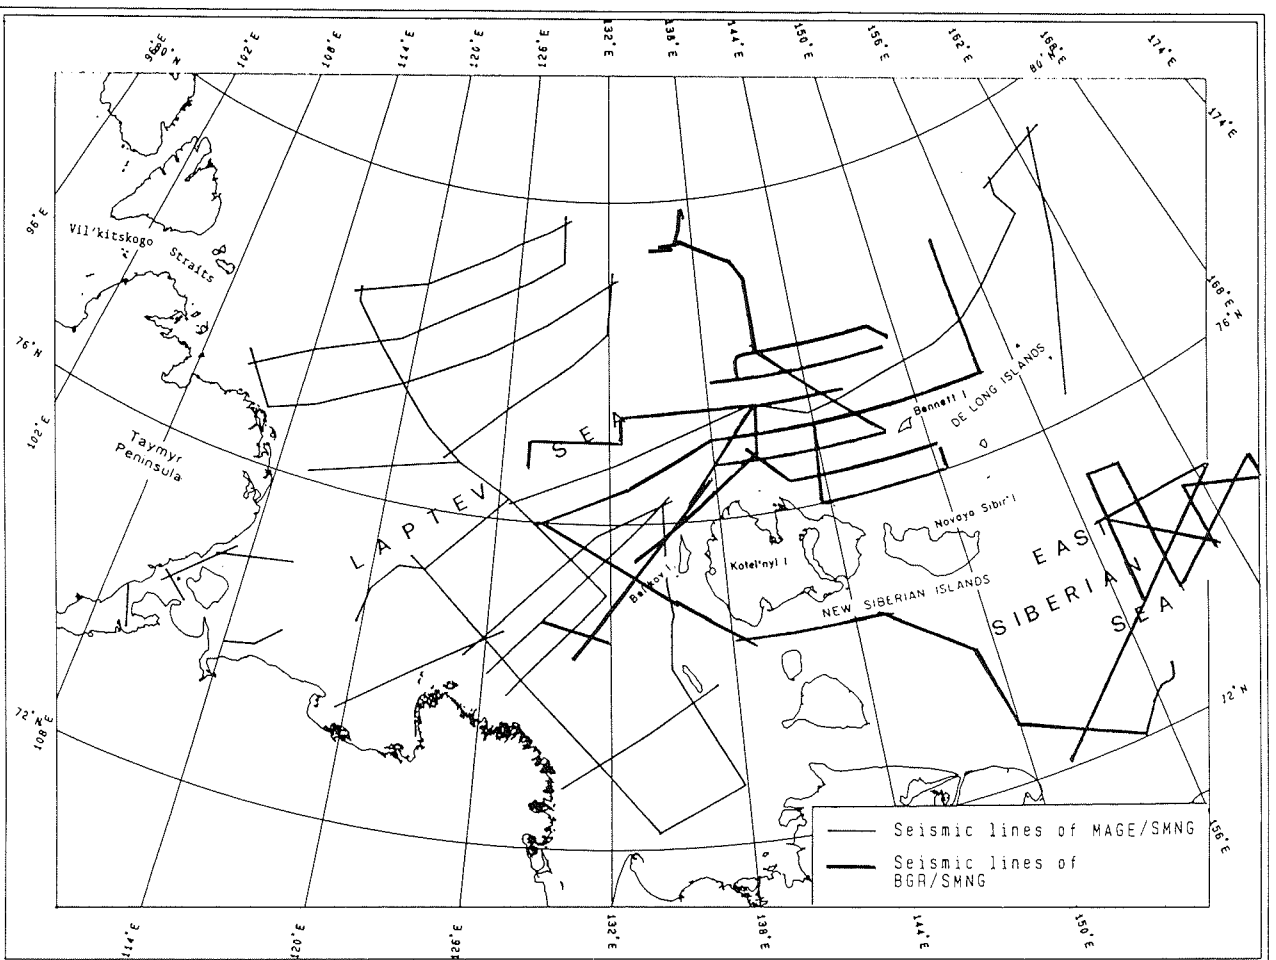 96°E
80°N
102°E
108°E
114°E
120°E
126°E
132°E
138°E
144°E
150°E
156°E
162°E
168°E
80°N
174°E
174°E
96°E
Vil'kitskogo
Straits
168°E
76°N
76°N
102°E
Taymyr
Peninsula
LAPTEV
SEA
Bennett I
DE LONG ISLANDS
Novaya Sibir' I
Kotel'nyl I
Belkov I.
NEW SIBERIAN ISLANDS
EAST
SIBERIAN
SEA
72°N
108°E
72°N
156°E
Seismic lines of MAGE/SMNG
Seismic lines of
BGR/SMNG
114°E
120°E
126°E
132°E
138°E
144°E
150°E